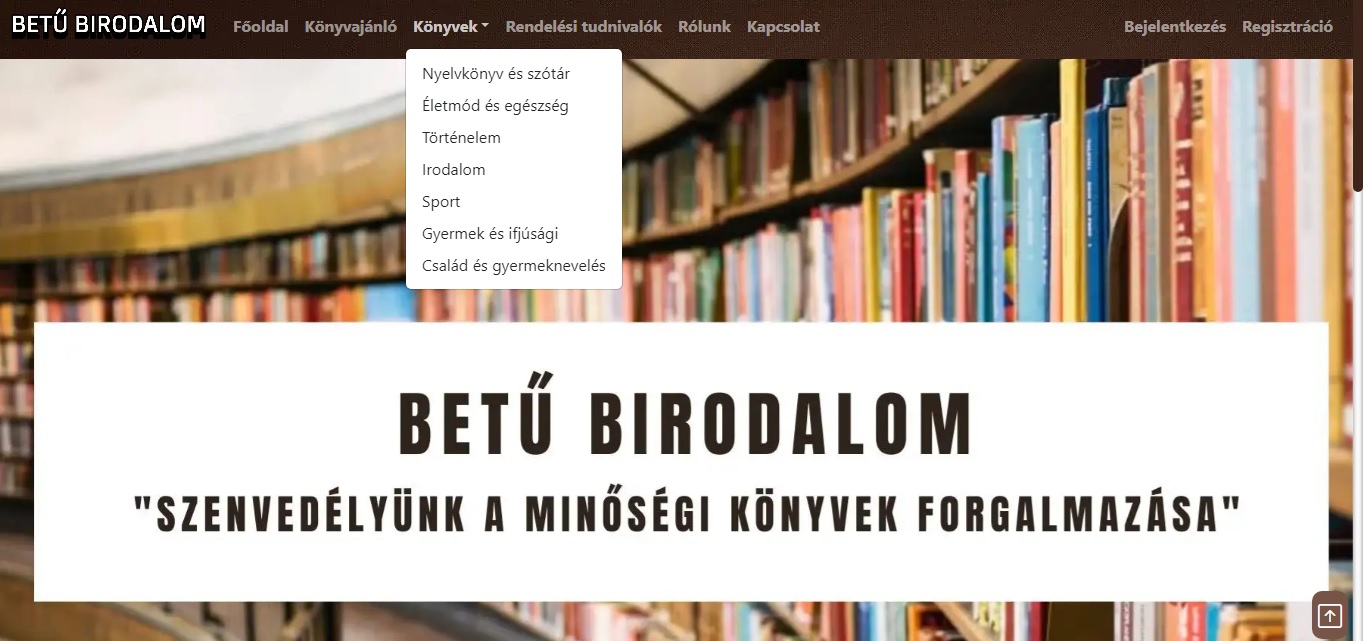 BETŰ BIRODALOM Főoldal Könyvajánló Könyvek Rendelési tudnivalók Rólunk Kapcsolat Bejelentkezés Regisztráció
Nyelvkönyv és szótár
Életmód és egészség
Történelem
Irodalom
Sport
Gyermek és ifjúsági
Család és gyermeknevelés
BETŰ BIRODALOM
"SZENVEDÉLYÜNK A MINŐSÉGI KÖNYVEK FORGALMAZÁSA"